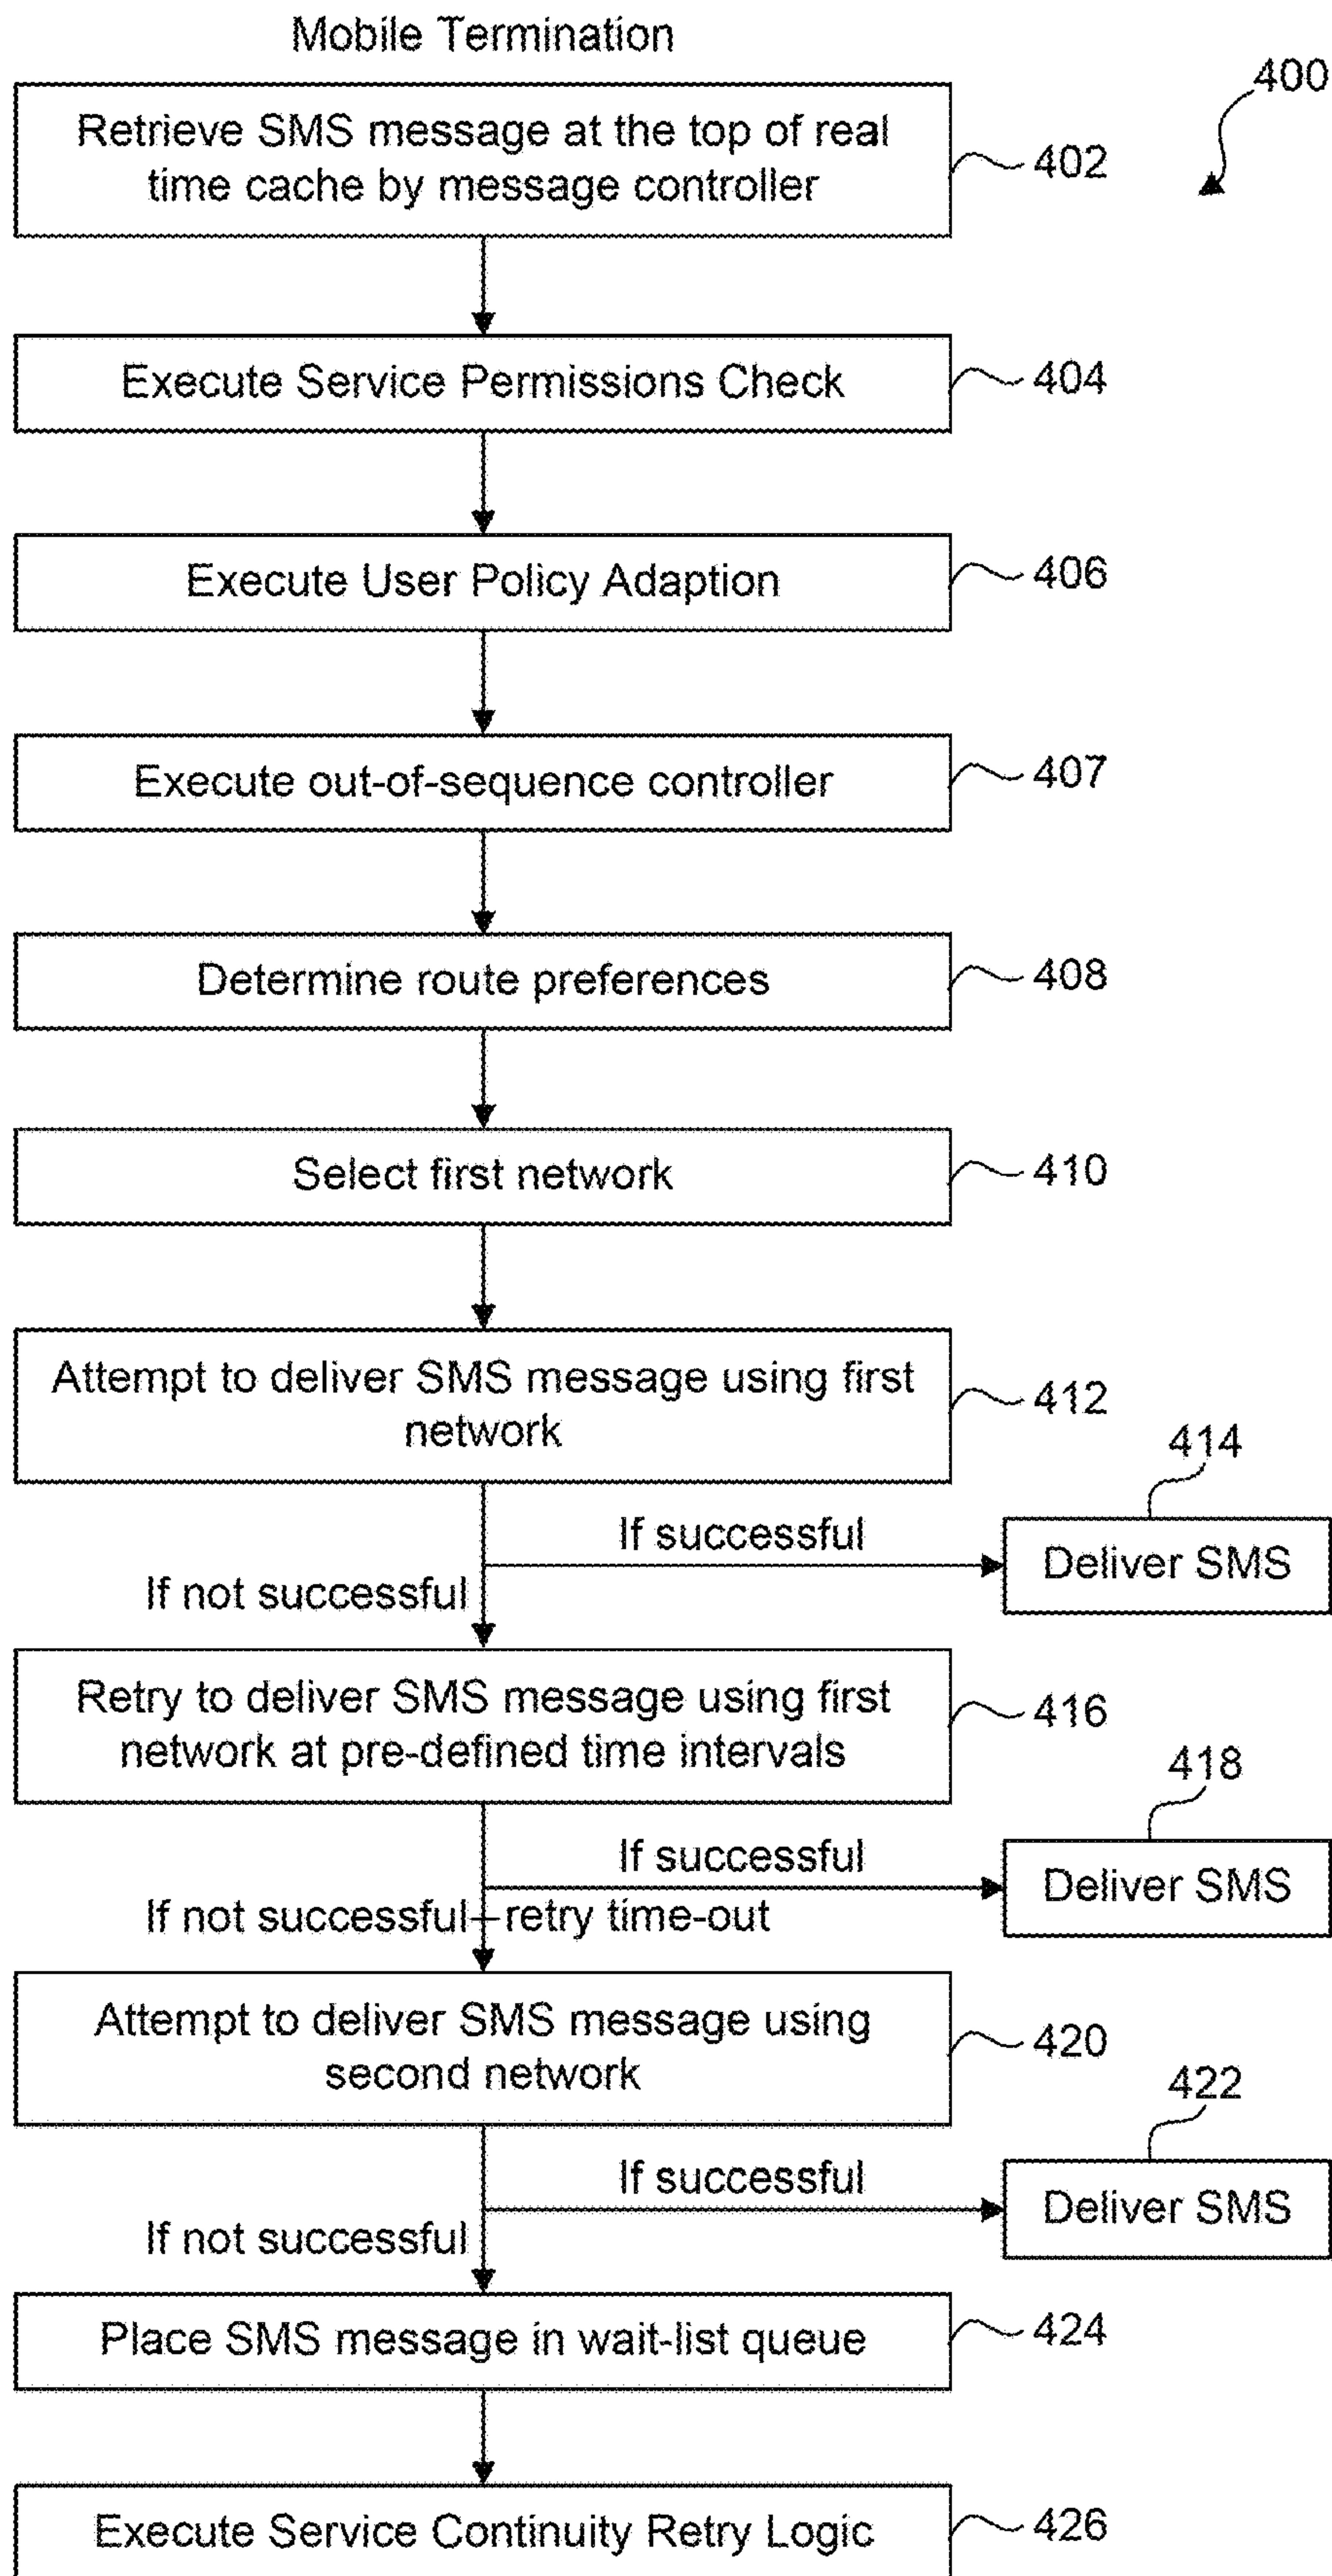 Mobile Termination
400
Retrieve SMS message at the top of real
time cache by message controller
402
Execute Service Permissions Check
404
Execute User Policy Adaption
406
Execute out-of-sequence controller
407
Determine route preferences
408
Select first network
410
Attempt to deliver SMS message using first
network
412
414
If successful
Deliver SMS
If not successful
Retry to deliver SMS message using first
network at pre-defined time intervals
416
418
If successful
Deliver SMS
If not successful – retry time-out
Attempt to deliver SMS message using
second network
420
422
If successful
Deliver SMS
If not successful
Place SMS message in wait-list queue
424
Execute Service Continuity Retry Logic
426